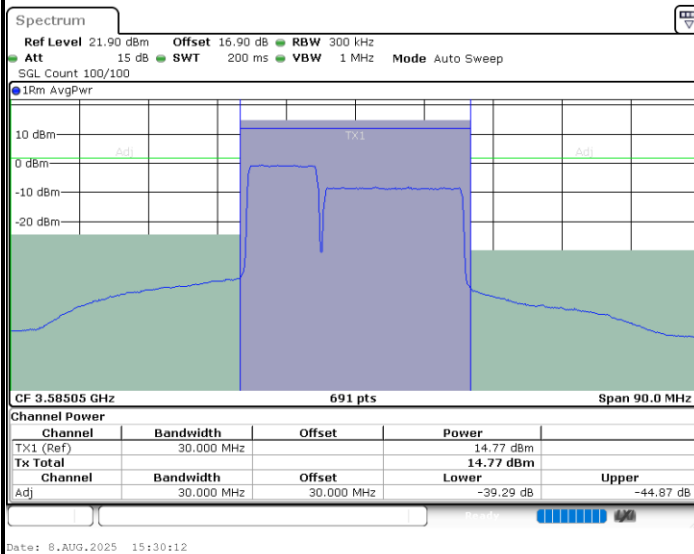 Spectrum
Ref Level 21.90 dBm Offset 16.90 dB RBW 300 kHz
Att 15 dB SWT 200 ms VBW 1 MHz Mode Auto Sweep
SGL Count 100/100
1Rm AvgPwr
10 dBm
TX1
Adj Adj
0 dBm
-10 dBm
-20 dBm
CF 3.58505 GHz 691 pts Span 90.0 MHz
Channel Power
Channel Bandwidth Offset Power
TX1 (Ref) 30.000 MHz 14.77 dBm
Tx Total 14.77 dBm
Channel Bandwidth Offset Lower Upper
Adj 30.000 MHz 30.000 MHz -39.29 dB -44.87 dB
Ready
Date: 8.AUG.2025 15:30:12